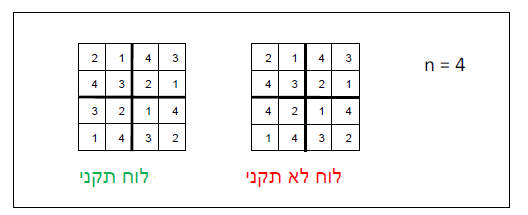 n = 4
2 1 4 3
4 3 2 1
3 2 1 4
1 4 3 2
לוח תקני
2 1 4 3
4 3 2 1
4 2 1 4
1 4 3 2
לוח לא תקני